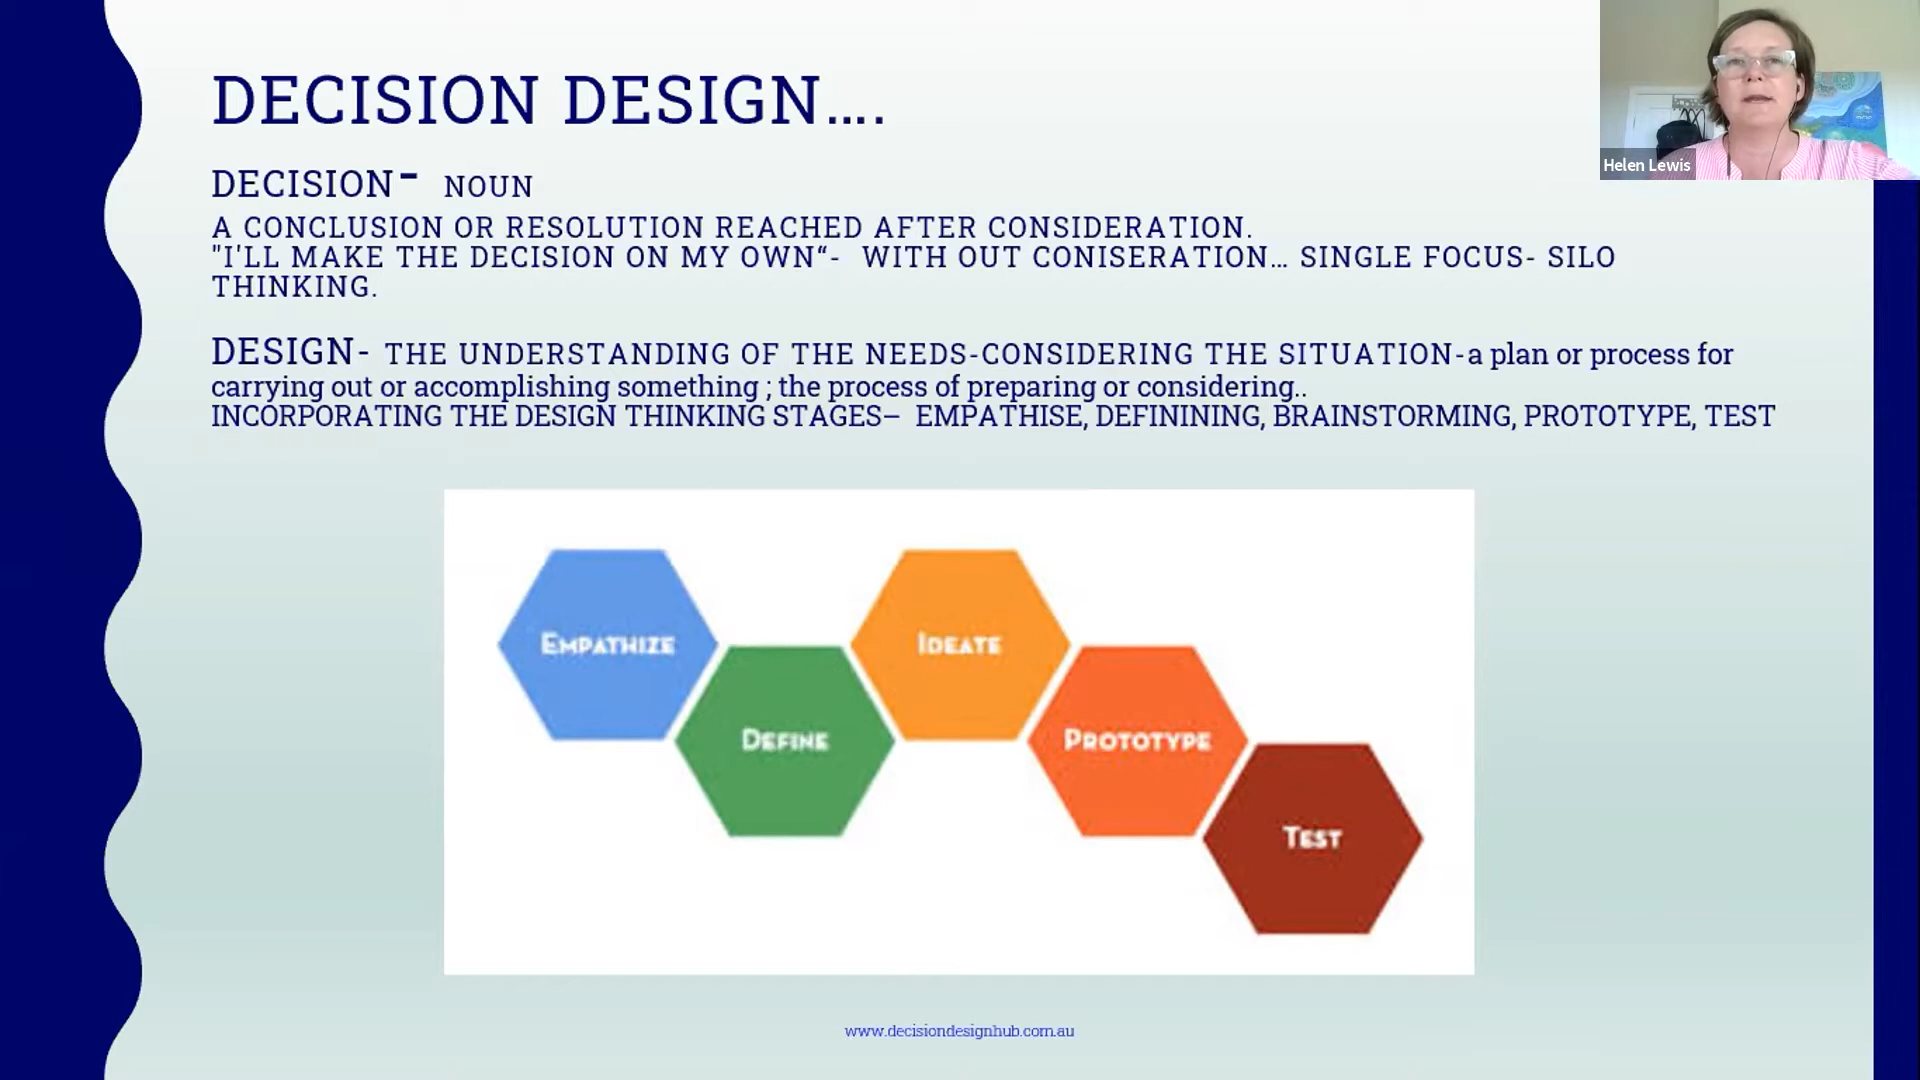 DECISION DESIGN….
DECISION- NOUN
A CONCLUSION OR RESOLUTION REACHED AFTER CONSIDERATION.
"I'LL MAKE THE DECISION ON MY OWN“- WITH OUT CONISERATION… SINGLE FOCUS- SILO
THINKING.
DESIGN- THE UNDERSTANDING OF THE NEEDS-CONSIDERING THE SITUATION-a plan or process for
carrying out or accomplishing something ; the process of preparing or considering..
INCORPORATING THE DESIGN THINKING STAGES– EMPATHISE, DEFINING, BRAINSTORMING, PROTOTYPE, TEST
EMPATHIZE
DEFINE
IDEATE
PROTOTYPE
TEST
www.decisiondesignhub.com.au
Helen Lewis